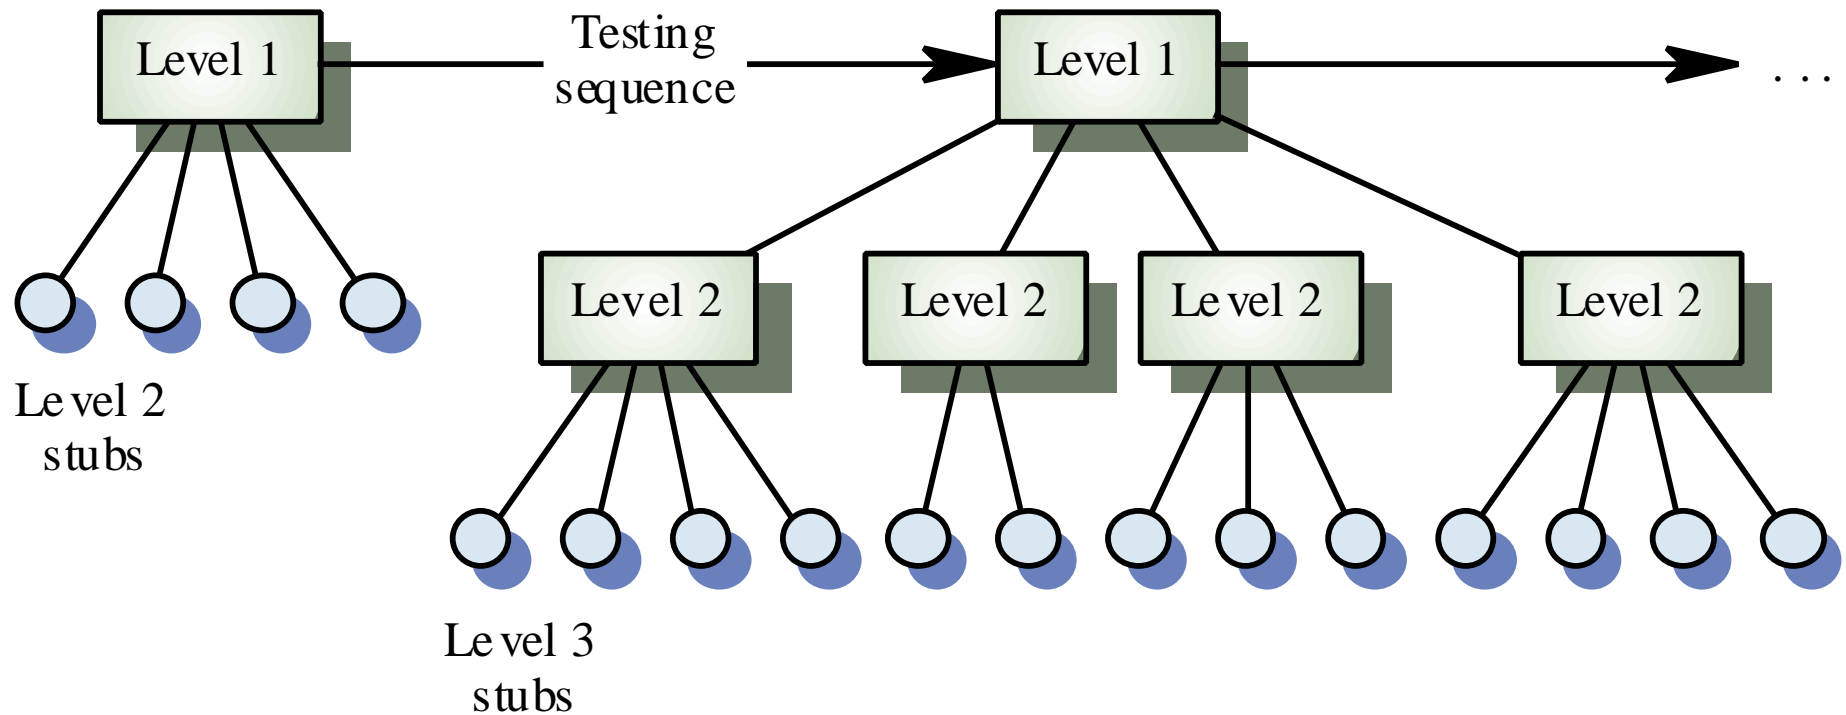 Level 1
Testing
sequence
Level 1
. . .
Level 2
Level 2
Level 2
Level 2
Level 2
stubs
Level 3
stubs